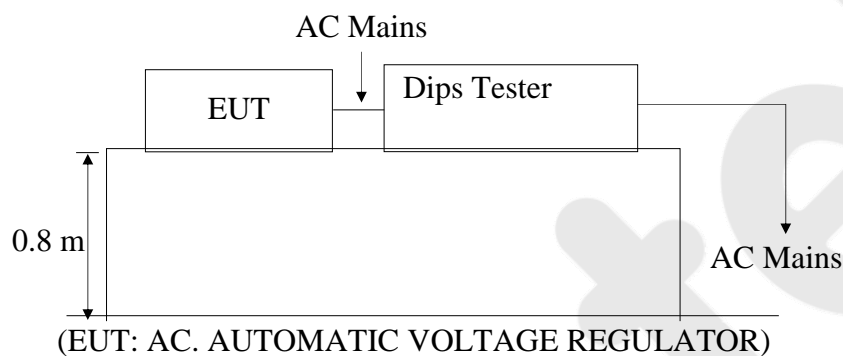 AC Mains
EUT
Dips Tester
0.8 m
AC Mains
(EUT: AC. AUTOMATIC VOLTAGE REGULATOR)